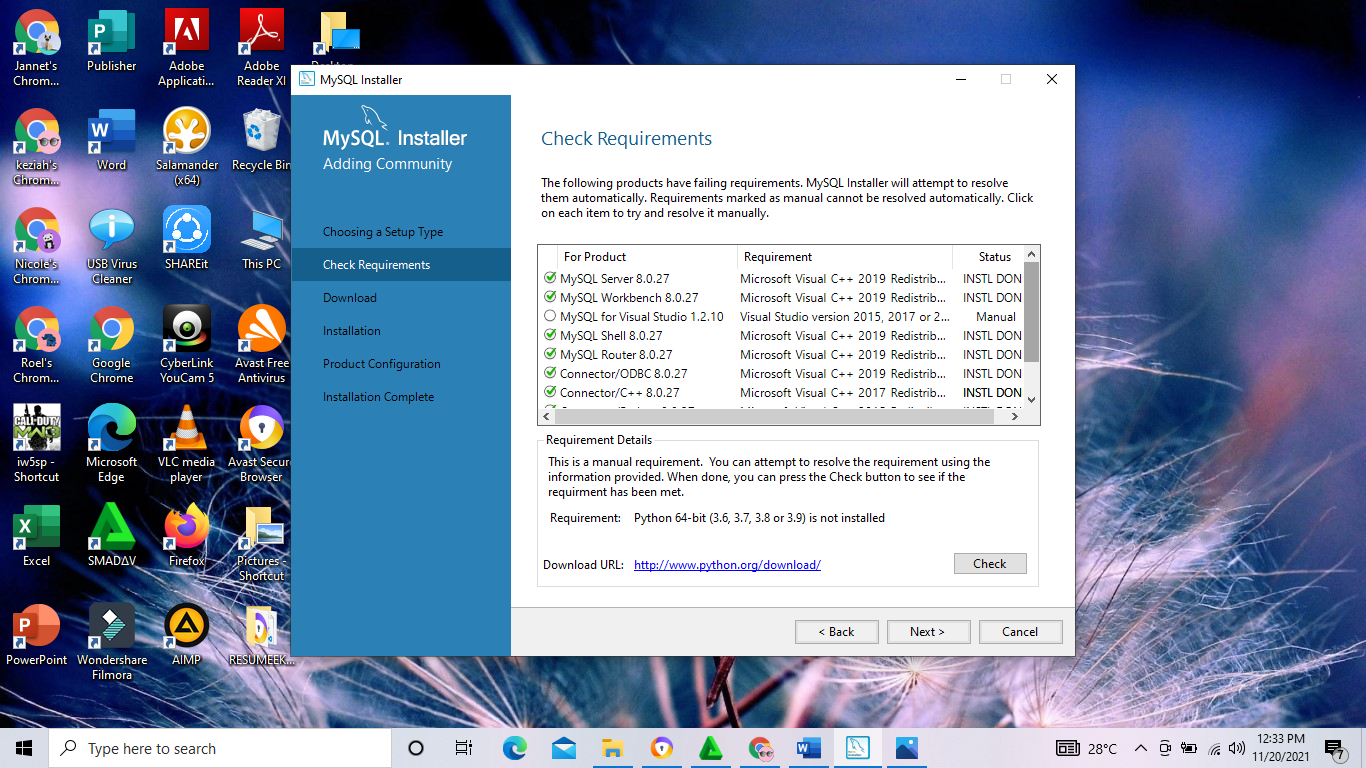 Jannet's
Chrom...
Publisher
Adobe
Applicati...
Adobe
Reader XI
keziah's
Chrom...
Word
Salamander
(x64)
Recycle Bin
Nicole's
Chrom...
USB Virus
Cleaner
SHAREit
This PC
Roel's
Chrom...
Google
Chrome
CyberLink
YouCam 5
Avast Free
Antivirus
CALL·DUTY
MW3
iw5sp -
Shortcut
Microsoft
Edge
VLC media
player
Avast Secure
Browser
Excel
SMADΔV
Firefox
Pictures -
Shortcut
PowerPoint
Wondershare
Filmora
AIMP
RESUMEEK...
MySQL Installer
MySQL. Installer
Adding Community
Choosing a Setup Type
Check Requirements
Download
Installation
Product Configuration
Installation Complete
Check Requirements
The following products have failing requirements. MySQL Installer will attempt to resolve
them automatically. Requirements marked as manual cannot be resolved automatically. Click
on each item to try and resolve it manually.
For Product Requirement Status
MySQL Server 8.0.27 Microsoft Visual C++ 2019 Redistrib... INSTL DON
MySQL Workbench 8.0.27 Microsoft Visual C++ 2019 Redistrib... INSTL DON
MySQL for Visual Studio 1.2.10 Visual Studio version 2015, 2017 or 2... Manual
MySQL Shell 8.0.27 Microsoft Visual C++ 2019 Redistrib... INSTL DON
MySQL Router 8.0.27 Microsoft Visual C++ 2019 Redistrib... INSTL DON
Connector/ODBC 8.0.27 Microsoft Visual C++ 2019 Redistrib... INSTL DON
Connector/C++ 8.0.27 Microsoft Visual C++ 2017 Redistrib... INSTL DON
Requirement Details
This is a manual requirement. You can attempt to resolve the requirement using the
information provided. When done, you can press the Check button to see if the
requirment has been met.
Requirement: Python 64-bit (3.6, 3.7, 3.8 or 3.9) is not installed
Download URL: http://www.python.org/download/
Check
< Back
Next >
Cancel
Type here to search
28°C
12:33 PM
11/20/2021
7